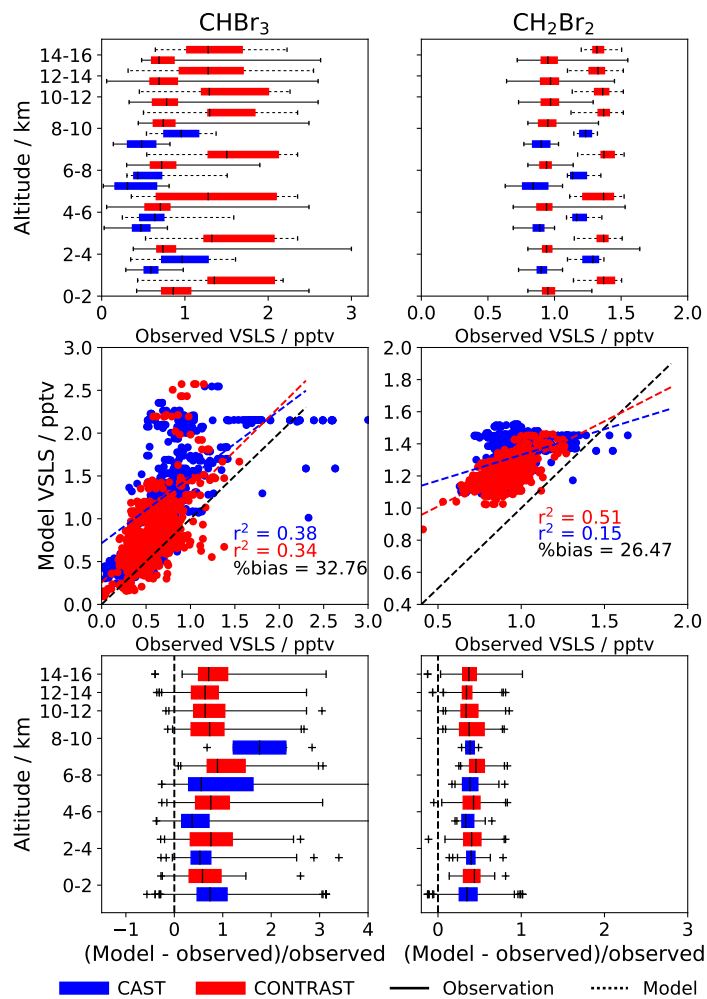 CHBr₃
CH₂Br₂
Altitude / km
14-16
12-14
10-12
8-10
6-8
4-6
2-4
0-2
0 1 2 3
0.0 0.5 1.0 1.5 2.0
Observed VSLS / pptv
Observed VSLS / pptv
Model VSLS / pptv
3.0
2.5
2.0
1.5
1.0
0.5
0.0
r² = 0.38
r² = 0.34
%bias = 32.76
0.0 0.5 1.0 1.5 2.0 2.5 3.0
2.0
1.8
1.6
1.4
1.2
1.0
0.8
0.6
0.4
r² = 0.51
r² = 0.15
%bias = 26.47
0.5 1.0 1.5 2.0
Observed VSLS / pptv
Observed VSLS / pptv
Altitude / km
14-16
12-14
10-12
8-10
6-8
4-6
2-4
0-2
−1 0 1 2 3 4
0 1 2 3
(Model - observed)/observed
(Model - observed)/observed
CAST
CONTRAST
Observation
Model